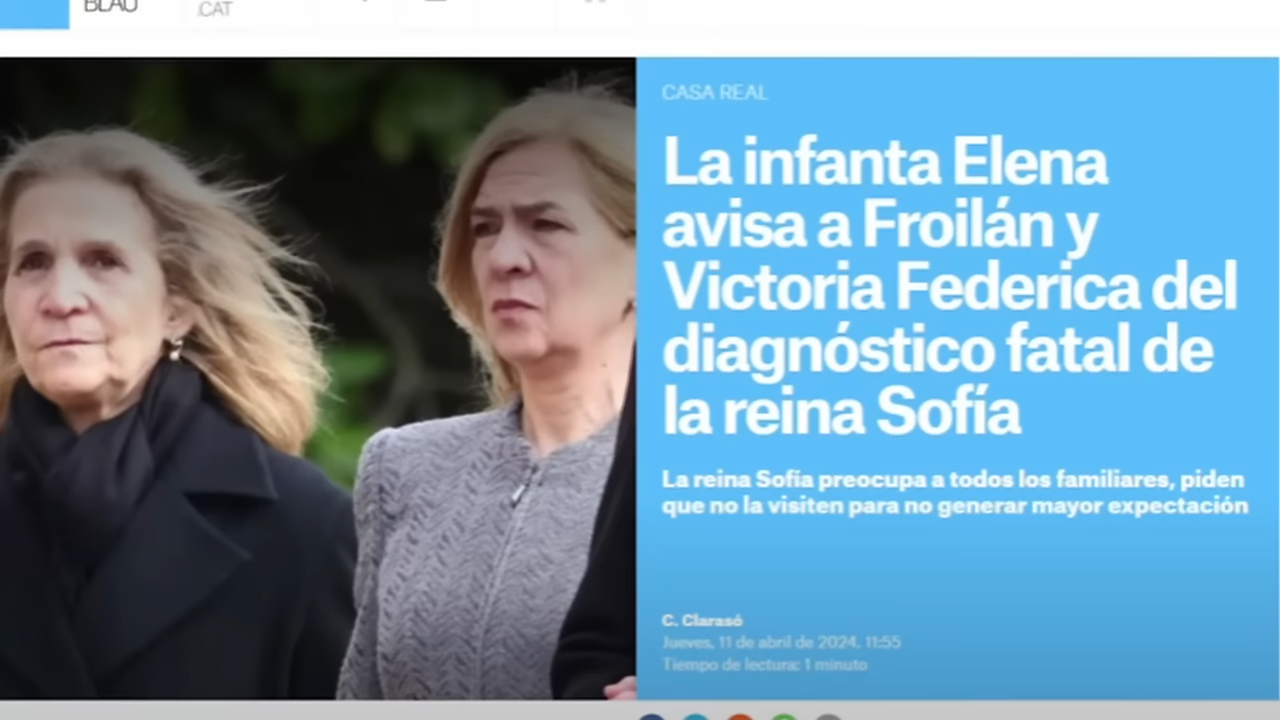 BLAU
.CAT
CASA REAL
La infanta Elena
avisa a Froilán y
Victoria Federica del
diagnóstico fatal de
la reina Sofía
La reina Sofía preocupa a todos los familiares, piden
que no la visiten para no generar mayor expectación
C. Clarasó
Jueves, 11 de abril de 2024. 11:55
Tiempo de lectura: 1 minuto